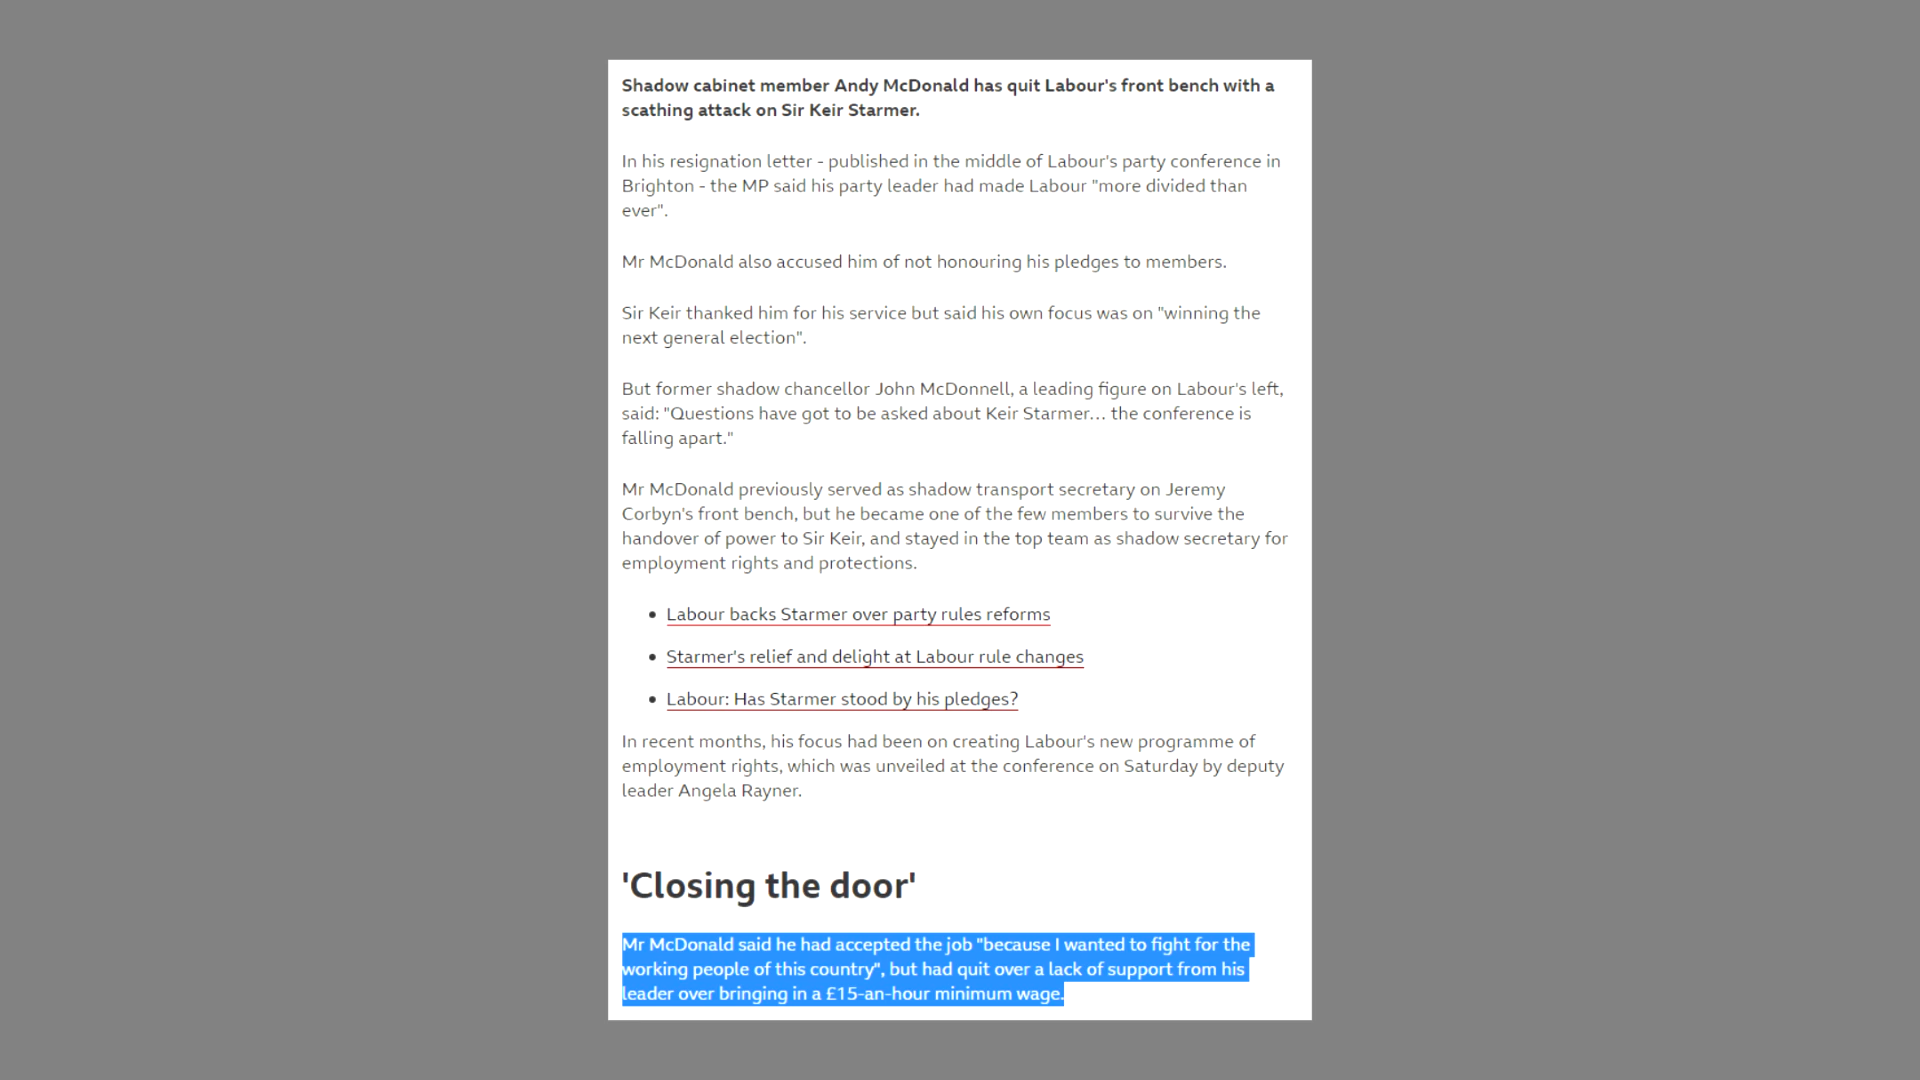 Shadow cabinet member Andy McDonald has quit Labour's front bench with a
scathing attack on Sir Keir Starmer.
In his resignation letter - published in the middle of Labour's party conference in
Brighton - the MP said his party leader had made Labour "more divided than
ever".
Mr McDonald also accused him of not honouring his pledges to members.
Sir Keir thanked him for his service but said his own focus was on "winning the
next general election".
But former shadow chancellor John McDonnell, a leading figure on Labour's left,
said: "Questions have got to be asked about Keir Starmer... the conference is
falling apart."
Mr McDonald previously served as shadow transport secretary on Jeremy
Corbyn's front bench, but he became one of the few members to survive the
handover of power to Sir Keir, and stayed in the top team as shadow secretary for
employment rights and protections.
• Labour backs Starmer over party rules reforms
• Starmer's relief and delight at Labour rule changes
• Labour: Has Starmer stood by his pledges?
In recent months, his focus had been on creating Labour's new programme of
employment rights, which was unveiled at the conference on Saturday by deputy
leader Angela Rayner.
'Closing the door'
Mr McDonald said he had accepted the job "because I wanted to fight for the
working people of this country", but had quit over a lack of support from his
leader over bringing in a £15-an-hour minimum wage.